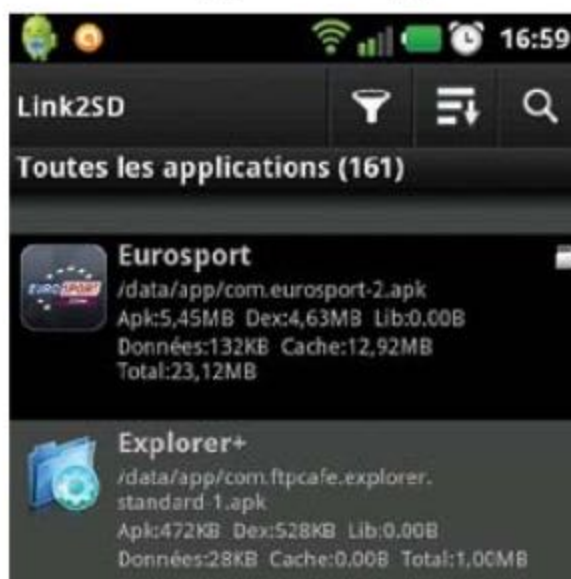 16:59
Link2SD
Toutes les applications (161)
EUROSPORT
Eurosport
/data/app/com.eurosport-2.apk
Apk:5,45MB Dex:4,63MB Lib:0.00B
Données:132KB Cache:12,92MB
Total:23,12MB
Explorer+
/data/app/com.ftpcafe.explorer.
standard-1.apk
Apk:472KB Dex:528KB Lib:0.00B
Données:28KB Cache:0.00B Total:1,00MB